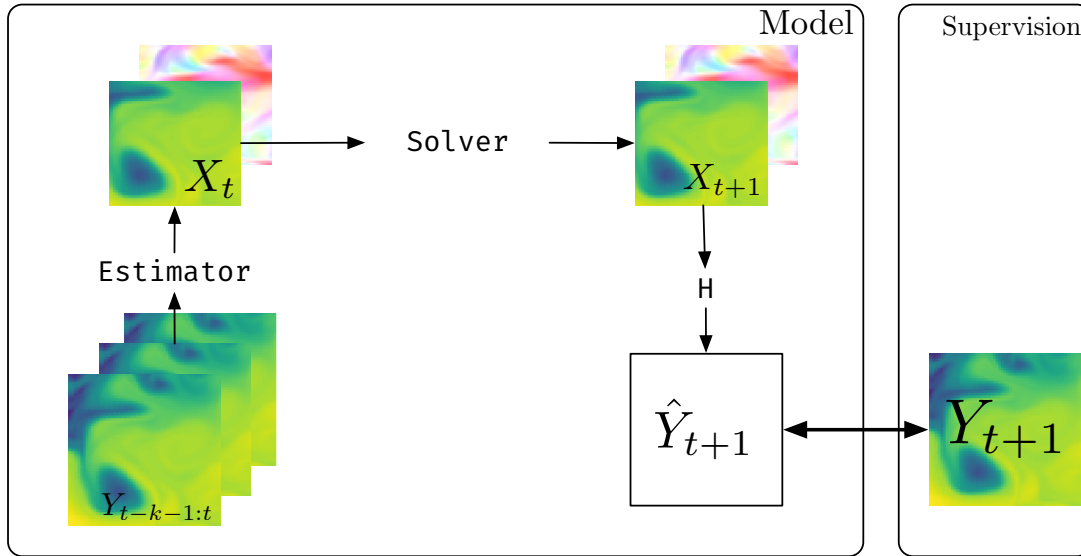 Model
Supervision
X_t
Solver
X_{t+1}
Estimator
H
Y_{t-k-1:t}
Ŷ_{t+1}
Y_{t+1}